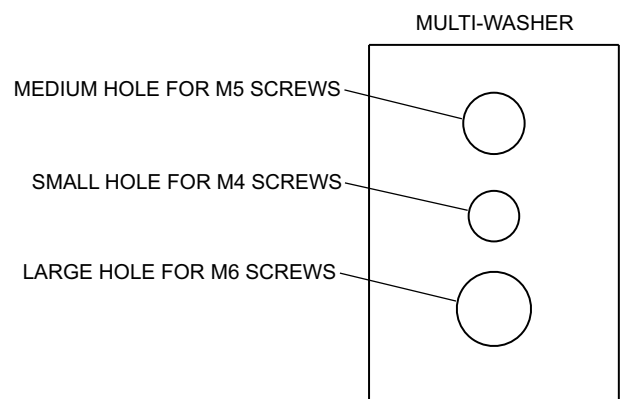 MULTI-WASHER
MEDIUM HOLE FOR M5 SCREWS
SMALL HOLE FOR M4 SCREWS
LARGE HOLE FOR M6 SCREWS